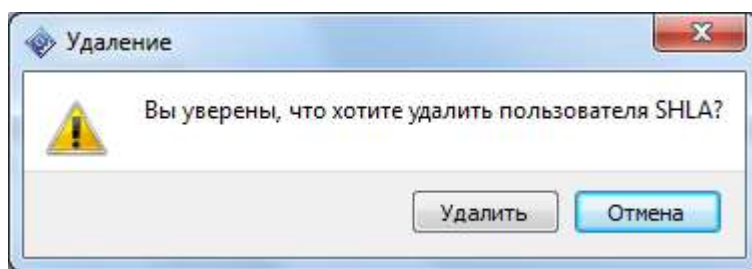 Удаление
Вы уверены, что хотите удалить пользователя SHLA?
Удалить
Отмена